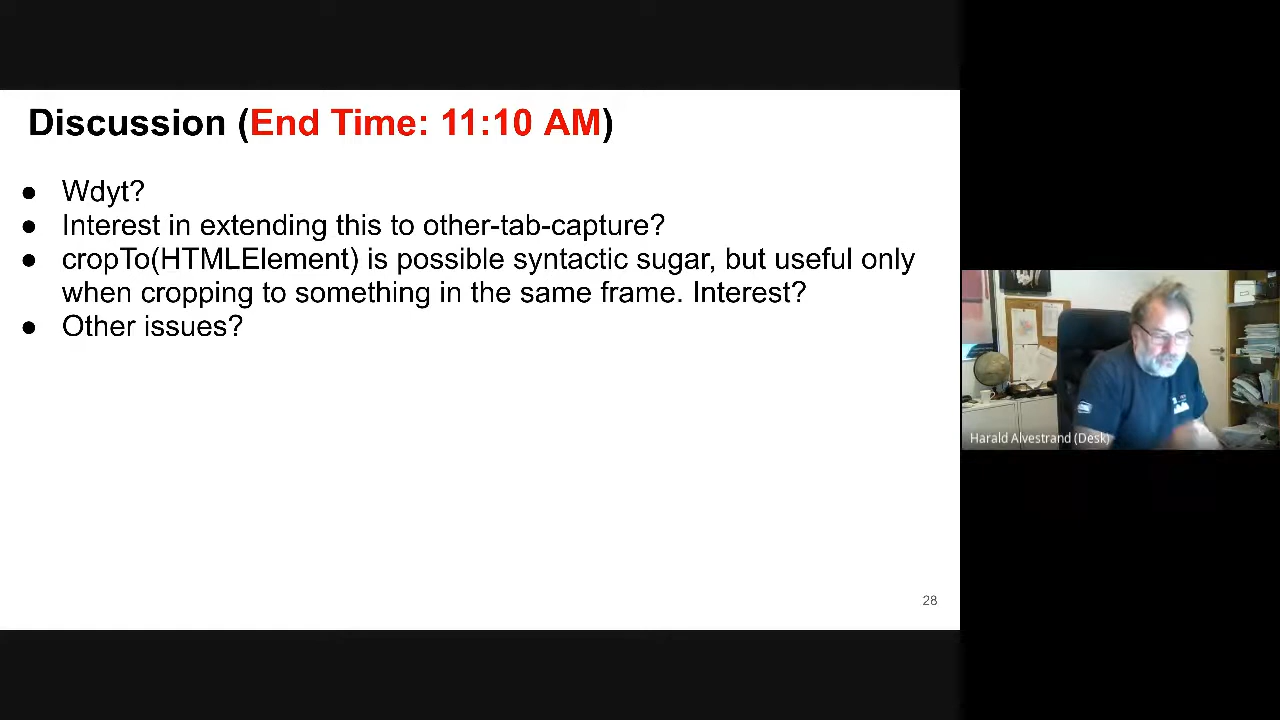 Discussion (End Time: 11:10 AM)
● Wdyt?
● Interest in extending this to other-tab-capture?
● cropTo(HTMLElement) is possible syntactic sugar, but useful only
when cropping to something in the same frame. Interest?
● Other issues?
28
Harald Alvestrand (Desk)